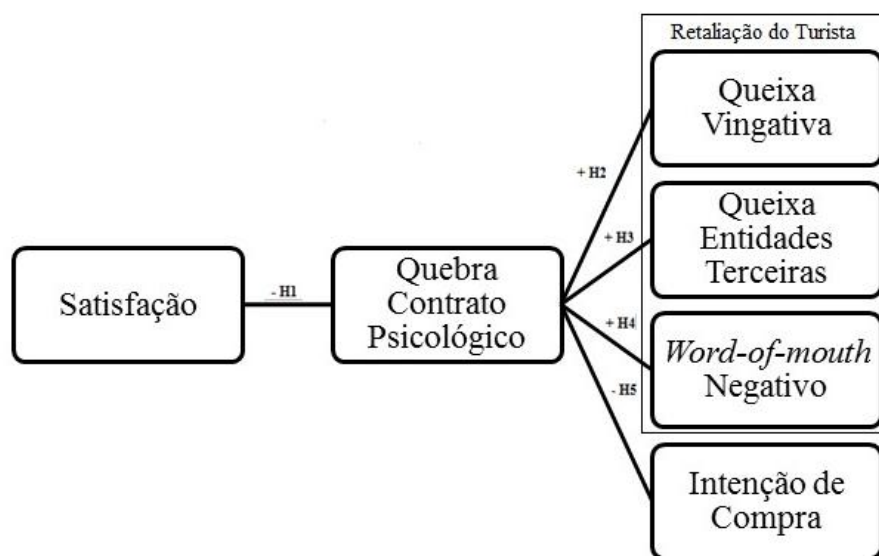 Retaliação do Turista
Queixa
Vingativa
+ H2
Queixa
Entidades
Terceiras
+ H3
Satisfação
- H1
Quebra
Contrato
Psicológico
+ H4
Word-of-mouth
Negativo
- H5
Intenção de
Compra